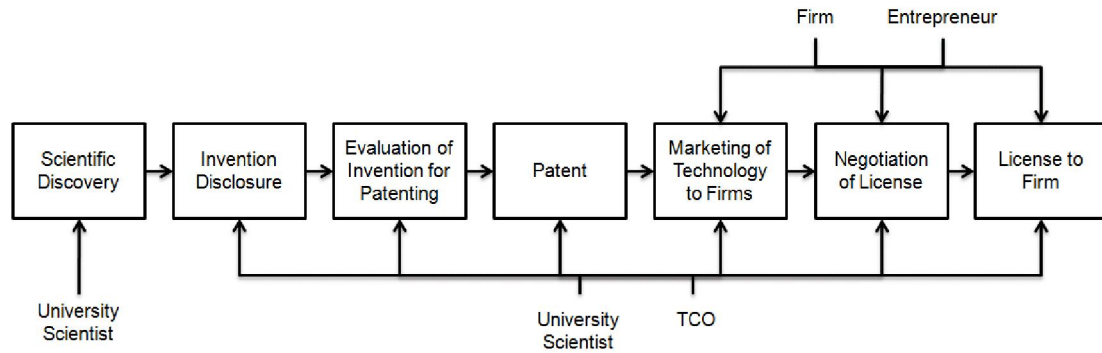 Firm
Entrepreneur
Scientific
Discovery
Invention
Disclosure
Evaluation of
Invention for
Patenting
Patent
Marketing of
Technology
to Firms
Negotiation
of License
License to
Firm
University
Scientist
University
Scientist
TCO